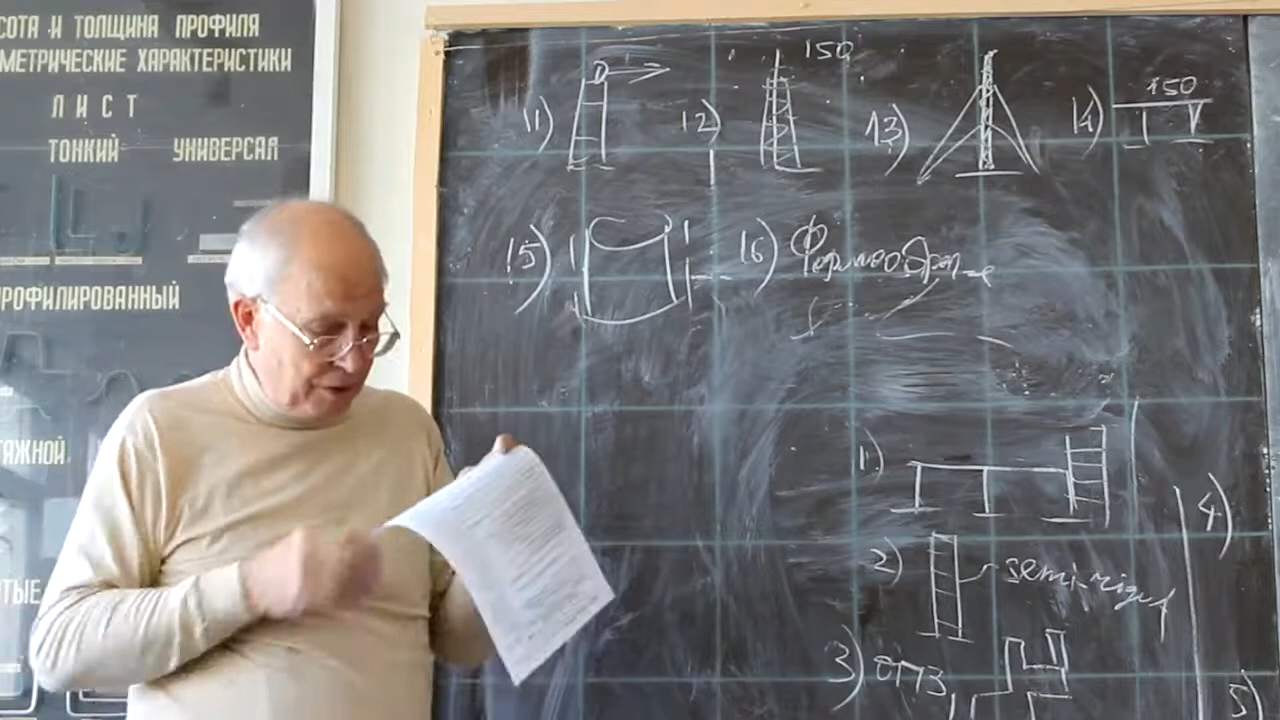 СОТА И ТОЛЩИНА ПРОФИЛЯ
МЕТРИЧЕСКИЕ ХАРАКТЕРИСТИКИ
ЛИСТ
ТОНКИЙ УНИВЕРСАЛ
РОФИЛИРОВАННЫЙ
ТЯЖНОЙ
ТЫЕ
11) 12) 150 13) 14) 150
15) 16)
1.)
2) semi-rigid
3)
4)
5)